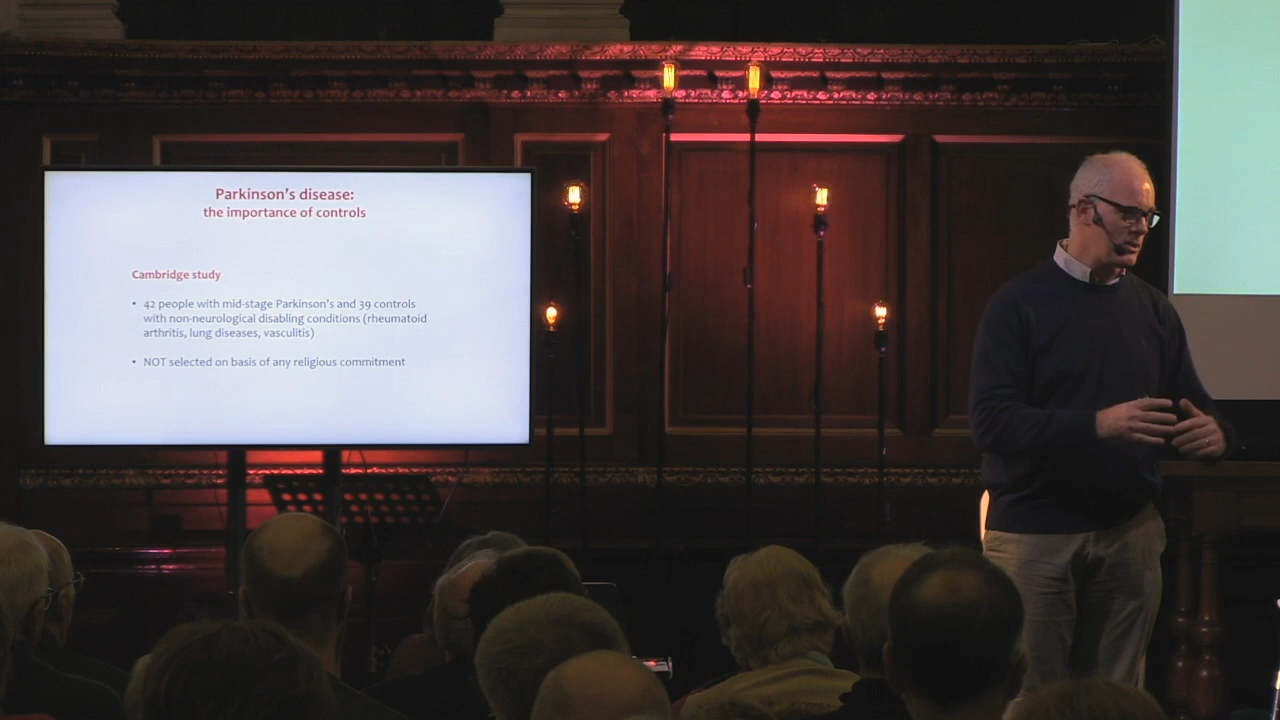 Parkinson's disease:
the importance of controls
Cambridge study
• 42 people with mid-stage Parkinson's and 39 controls
with non-neurological disabling conditions (rheumatoid
arthritis, lung diseases, vasculitis)
• NOT selected on basis of any religious commitment